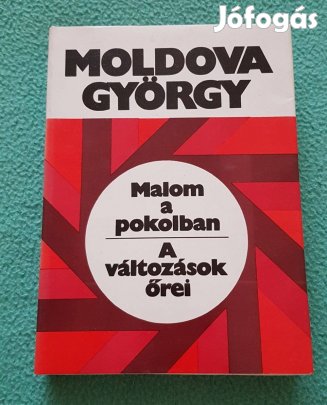 Jófogás
MOLDOVA
GYÖRGY
Malom
a
pokolban
A
változások
őrei